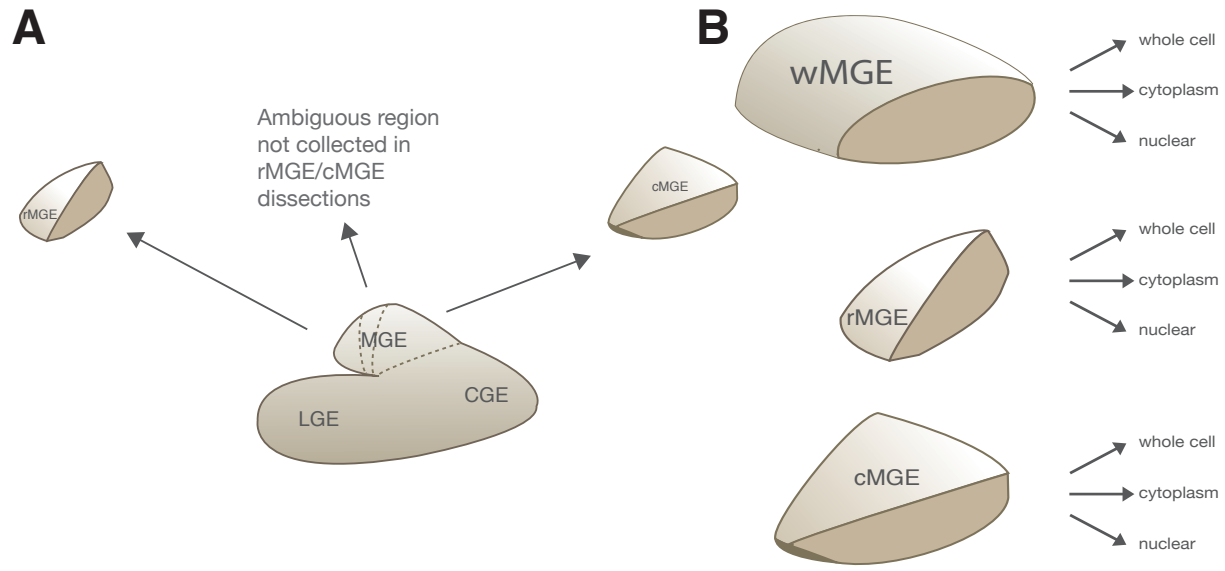 A
Ambiguous region
not collected in
rMGE/cMGE
dissections
rMGE
cMGE
MGE
LGE
CGE
B
wMGE
whole cell
cytoplasm
nuclear
rMGE
whole cell
cytoplasm
nuclear
cMGE
whole cell
cytoplasm
nuclear